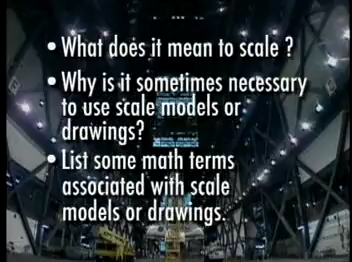 • What does it mean to scale ?
• Why is it sometimes necessary
to use scale models or
drawings?
• List some math terms
associated with scale
models or drawings.